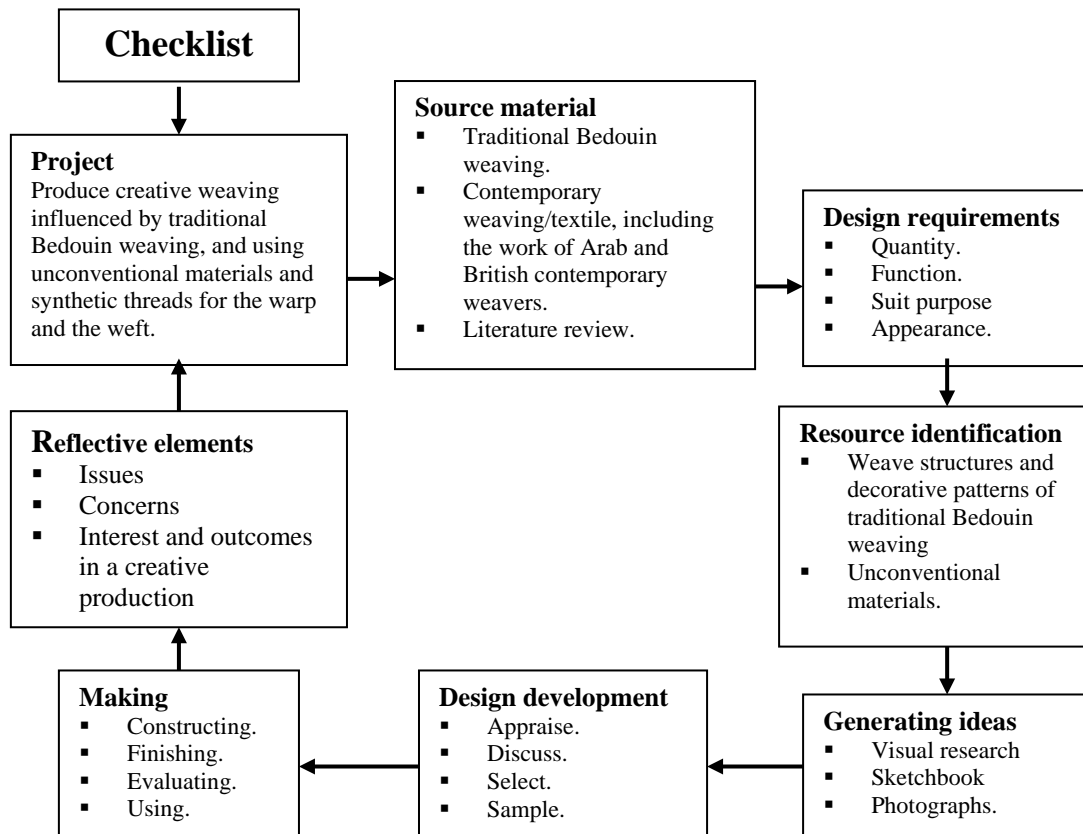 Checklist
Project
Produce creative weaving
influenced by traditional
Bedouin weaving, and using
unconventional materials and
synthetic threads for the warp
and the weft.
Source material
▪ Traditional Bedouin
weaving.
▪ Contemporary
weaving/textile, including
the work of Arab and
British contemporary
weavers.
▪ Literature review.
Design requirements
▪ Quantity.
▪ Function.
▪ Suit purpose
▪ Appearance.
Resource identification
▪ Weave structures and
decorative patterns of
traditional Bedouin
weaving
▪ Unconventional
materials.
Generating ideas
▪ Visual research
▪ Sketchbook
▪ Photographs.
Design development
▪ Appraise.
▪ Discuss.
▪ Select.
▪ Sample.
Making
▪ Constructing.
▪ Finishing.
▪ Evaluating.
▪ Using.
Reflective elements
▪ Issues
▪ Concerns
▪ Interest and outcomes
in a creative
production